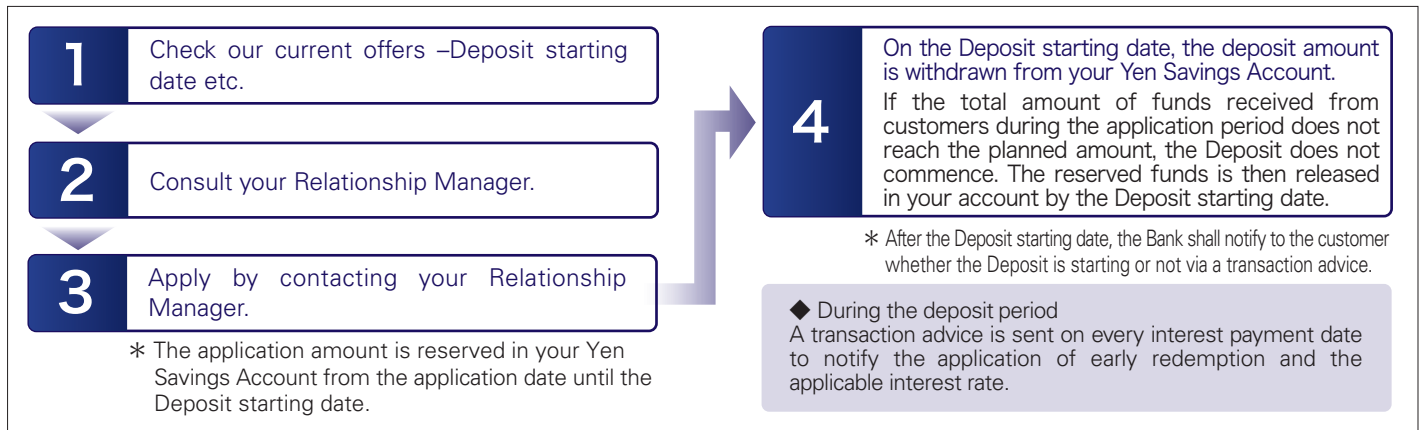 1
Check our current offers –Deposit starting
date etc.
2
Consult your Relationship Manager.
3
Apply by contacting your Relationship
Manager.
＊ The application amount is reserved in your Yen
Savings Account from the application date until the
Deposit starting date.
4
On the Deposit starting date, the deposit amount
is withdrawn from your Yen Savings Account.
If the total amount of funds received from
customers during the application period does not
reach the planned amount, the Deposit does not
commence. The reserved funds is then released
in your account by the Deposit starting date.
＊ After the Deposit starting date, the Bank shall notify to the customer
whether the Deposit is starting or not via a transaction advice.
◆ During the deposit period
A transaction advice is sent on every interest payment date
to notify the application of early redemption and the
applicable interest rate.